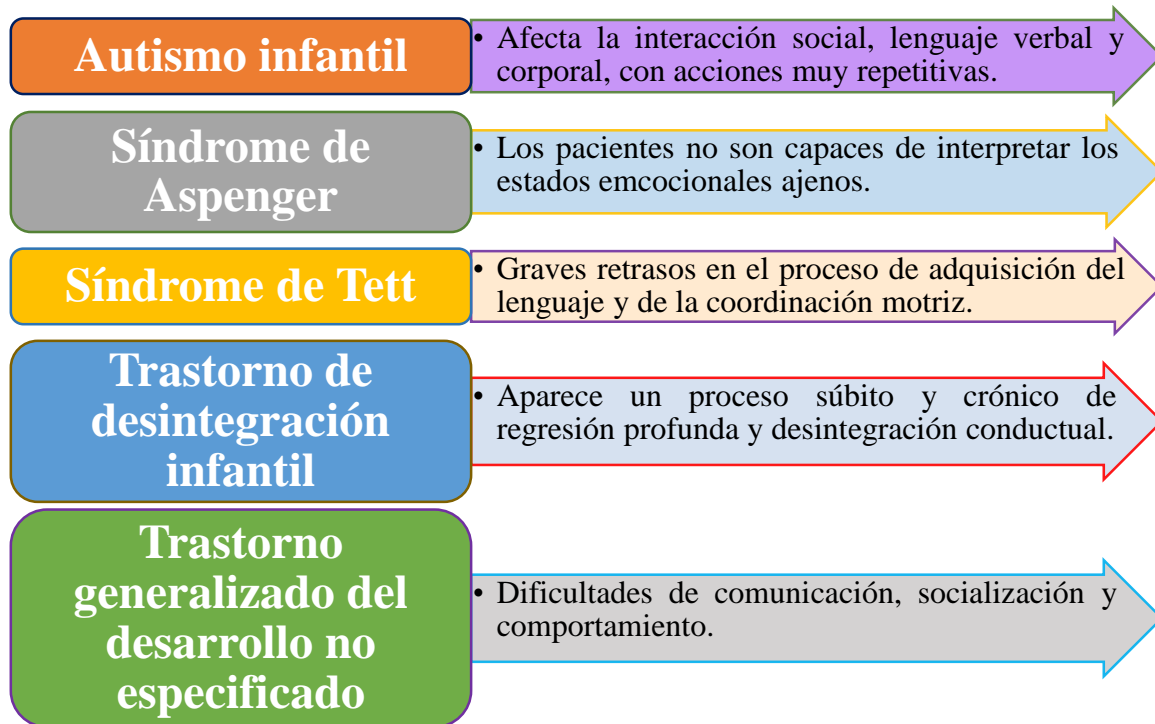 Autismo infantil
• Afecta la interacción social, lenguaje verbal y
corporal, con acciones muy repetitivas.
Síndrome de
Aspenger
• Los pacientes no son capaces de interpretar los
estados emcocionales ajenos.
Síndrome de Tett
• Graves retrasos en el proceso de adquisición del
lenguaje y de la coordinación motriz.
Trastorno de
desintegración
infantil
• Aparece un proceso súbito y crónico de
regresión profunda y desintegración conductual.
Trastorno
generalizado del
desarrollo no
especificado
• Dificultades de comunicación, socialización y
comportamiento.